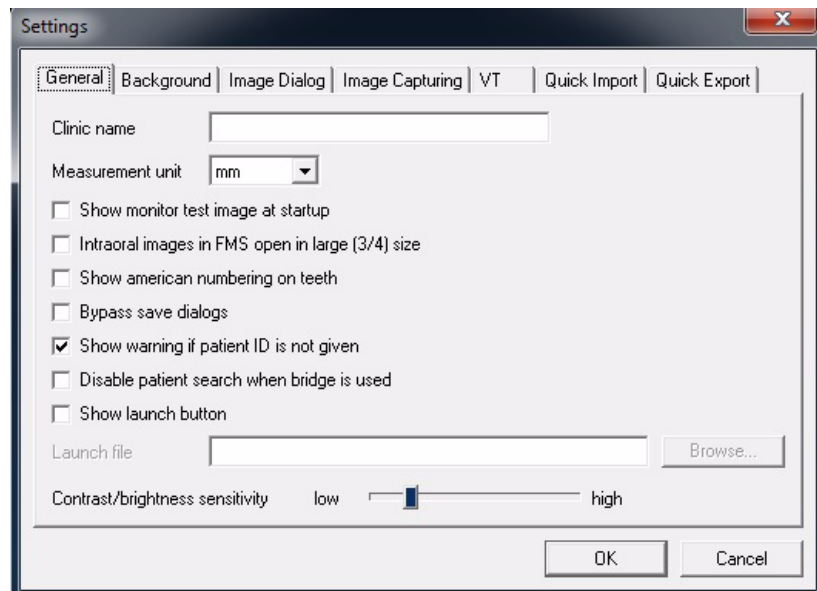 Settings
General Background Image Dialog Image Capturing VT Quick Import Quick Export
Clinic name
Measurement unit mm
Show monitor test image at startup
Intraoral images in FMS open in large (3/4) size
Show american numbering on teeth
Bypass save dialogs
Show warning if patient ID is not given
Disable patient search when bridge is used
Show launch button
Launch file Browse...
Contrast/brightness sensitivity low high
OK Cancel